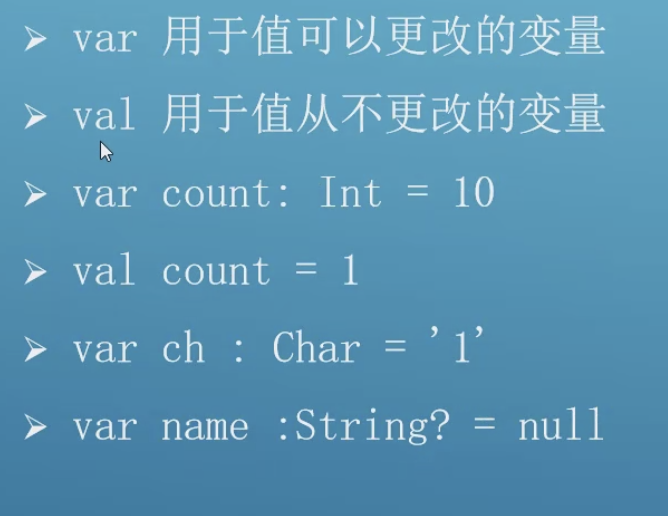 ➢ var 用于值可以更改的变量
➢ val 用于值从不更改的变量
➢ var count: Int = 10
➢ val count = 1
➢ var ch : Char = ’1’
➢ var name :String? = null